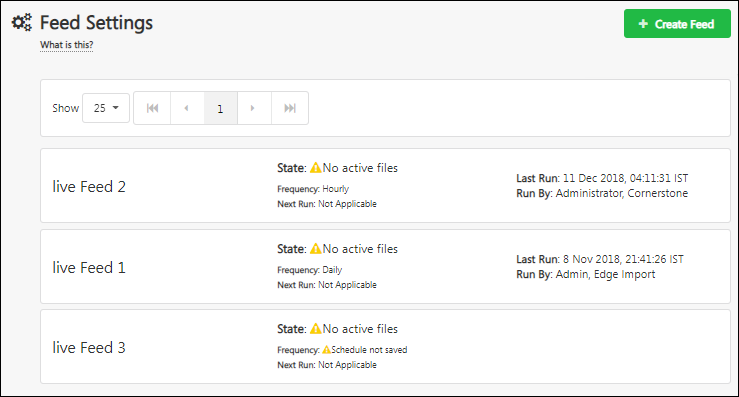 Feed Settings
+ Create Feed
What is this?
Show 25 1
live Feed 2
State: No active files
Frequency: Hourly
Next Run: Not Applicable
Last Run: 11 Dec 2018, 04:11:31 IST
Run By: Administrator, Cornerstone
live Feed 1
State: No active files
Frequency: Daily
Next Run: Not Applicable
Last Run: 8 Nov 2018, 21:41:26 IST
Run By: Admin, Edge Import
live Feed 3
State: No active files
Frequency: Schedule not saved
Next Run: Not Applicable